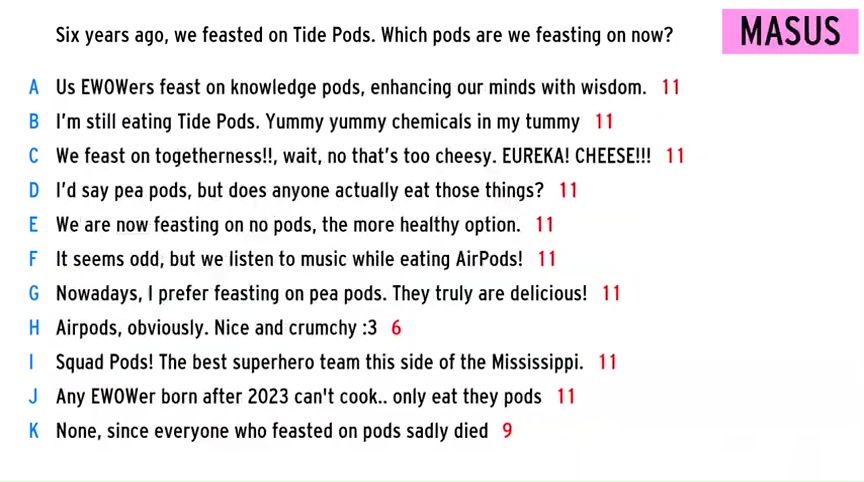 MASUS
Six years ago, we feasted on Tide Pods. Which pods are we feasting on now?
A Us EWOWers feast on knowledge pods, enhancing our minds with wisdom. 11
B I'm still eating Tide Pods. Yummy yummy chemicals in my tummy 11
C We feast on togetherness!!, wait, no that's too cheesy. EUREKA! CHEESE!!! 11
D I'd say pea pods, but does anyone actually eat those things? 11
E We are now feasting on no pods, the more healthy option. 11
F It seems odd, but we listen to music while eating AirPods! 11
G Nowadays, I prefer feasting on pea pods. They truly are delicious! 11
H Airpods, obviously. Nice and crumchy :3 6
I Squad Pods! The best superhero team this side of the Mississippi. 11
J Any EWOWer born after 2023 can't cook.. only eat they pods 11
K None, since everyone who feasted on pods sadly died 9